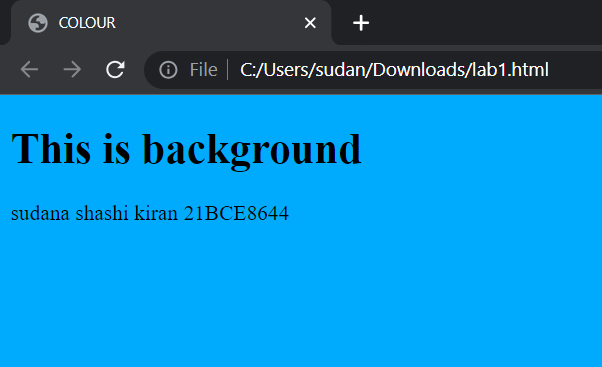 COLOUR
File C:/Users/sudan/Downloads/lab1.html
This is background
sudana shashi kiran 21BCE8644